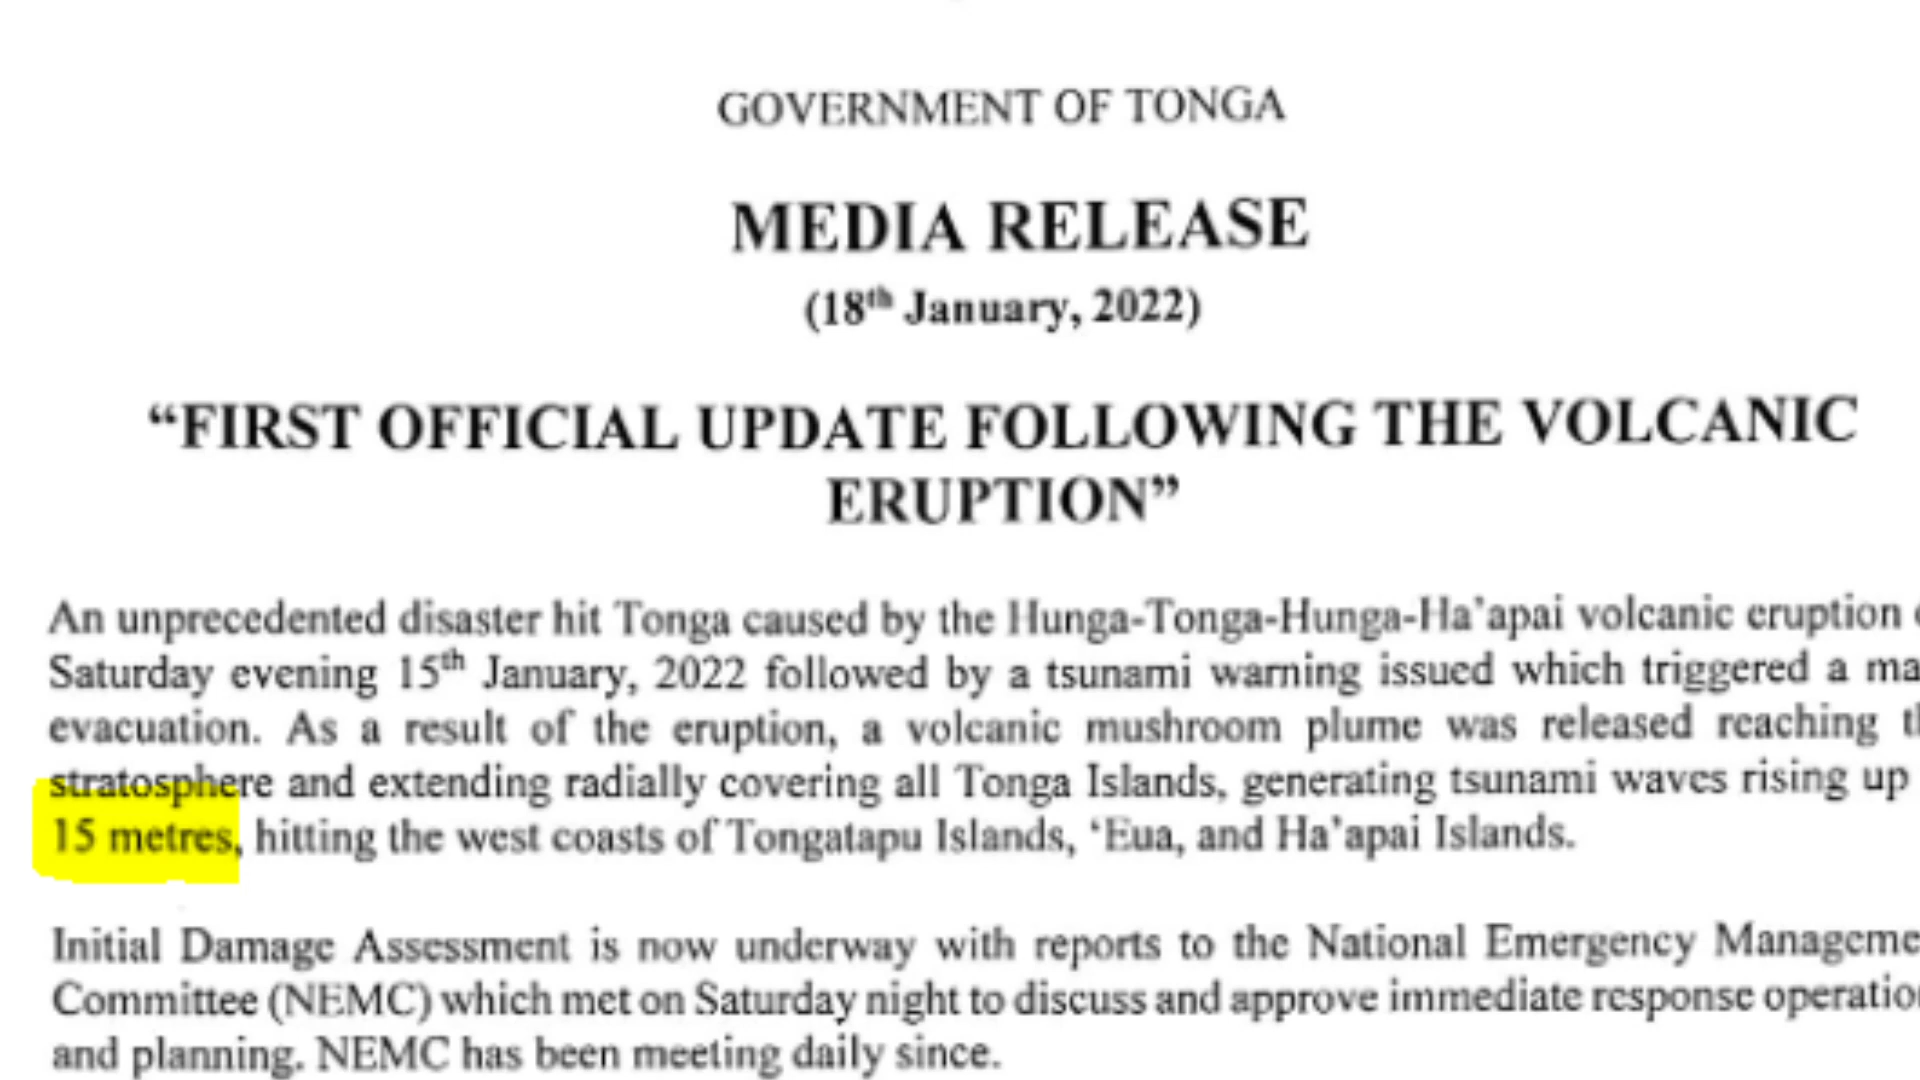 GOVERNMENT OF TONGA
MEDIA RELEASE
(18th January, 2022)
“FIRST OFFICIAL UPDATE FOLLOWING THE VOLCANIC
ERUPTION”
An unprecedented disaster hit Tonga caused by the Hunga-Tonga-Hunga-Ha’apai volcanic eruption
Saturday evening 15th January, 2022 followed by a tsunami warning issued which triggered a
evacuation. As a result of the eruption, a volcanic mushroom plume was released reaching
stratosphere and extending radially covering all Tonga Islands, generating tsunami waves rising up
15 metres, hitting the west coasts of Tongatapu Islands, ‘Eua, and Ha’apai Islands.
Initial Damage Assessment is now underway with reports to the National Emergency
Committee (NEMC) which met on Saturday night to discuss and approve immediate response
and planning. NEMC has been meeting daily since.